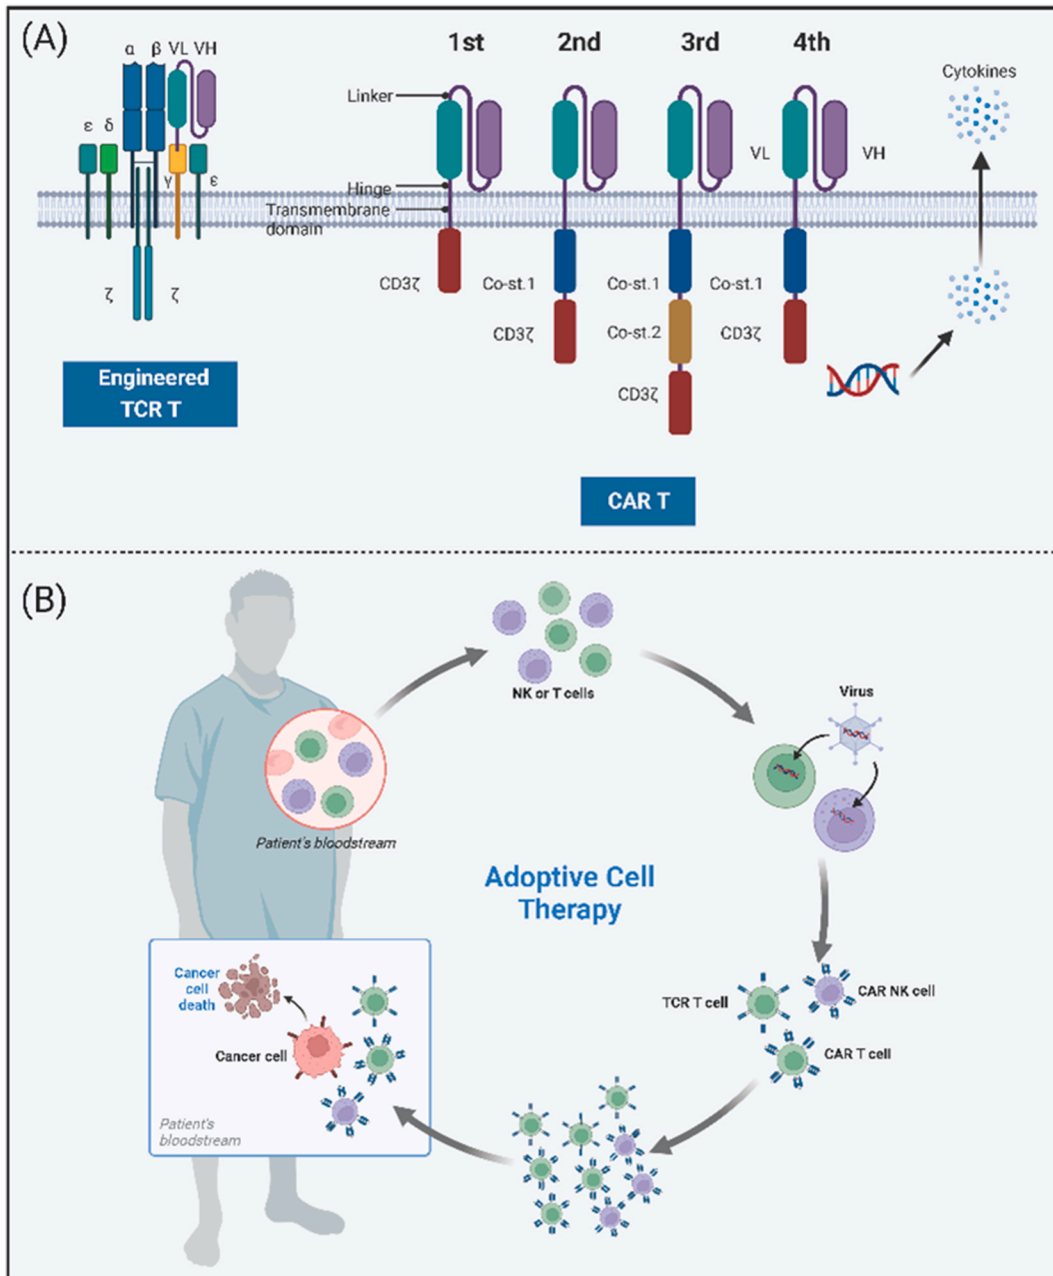 (A)
1st 2nd 3rd 4th
α β VL VH
Cytokines
Linker
ε δ
VL VH
γ ε
Hinge
Transmembrane
domain
ζ ζ
CD3ζ Co-st.1 Co-st.1 Co-st.1
CD3ζ Co-st.2 CD3ζ
CD3ζ
Engineered
TCR T
CAR T
(B)
NK or T cells
Virus
Patient's bloodstream
Adoptive Cell
Therapy
Cancer
cell
death
Cancer cell
Patient's
bloodstream
TCR T cell
CAR NK cell
CAR T cell